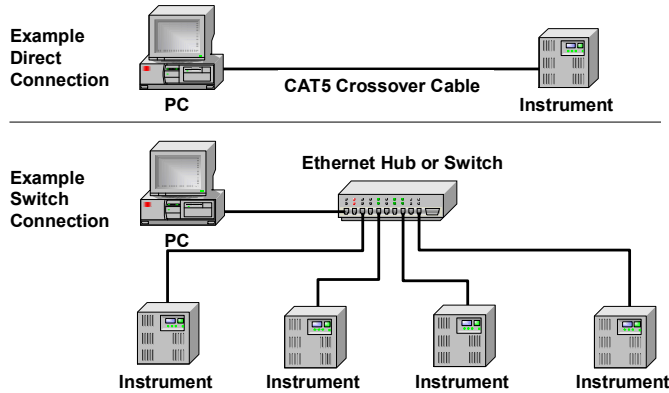 Example
Direct
Connection
PC
CAT5 Crossover Cable
Instrument
Example
Switch
Connection
PC
Ethernet Hub or Switch
Instrument
Instrument
Instrument
Instrument